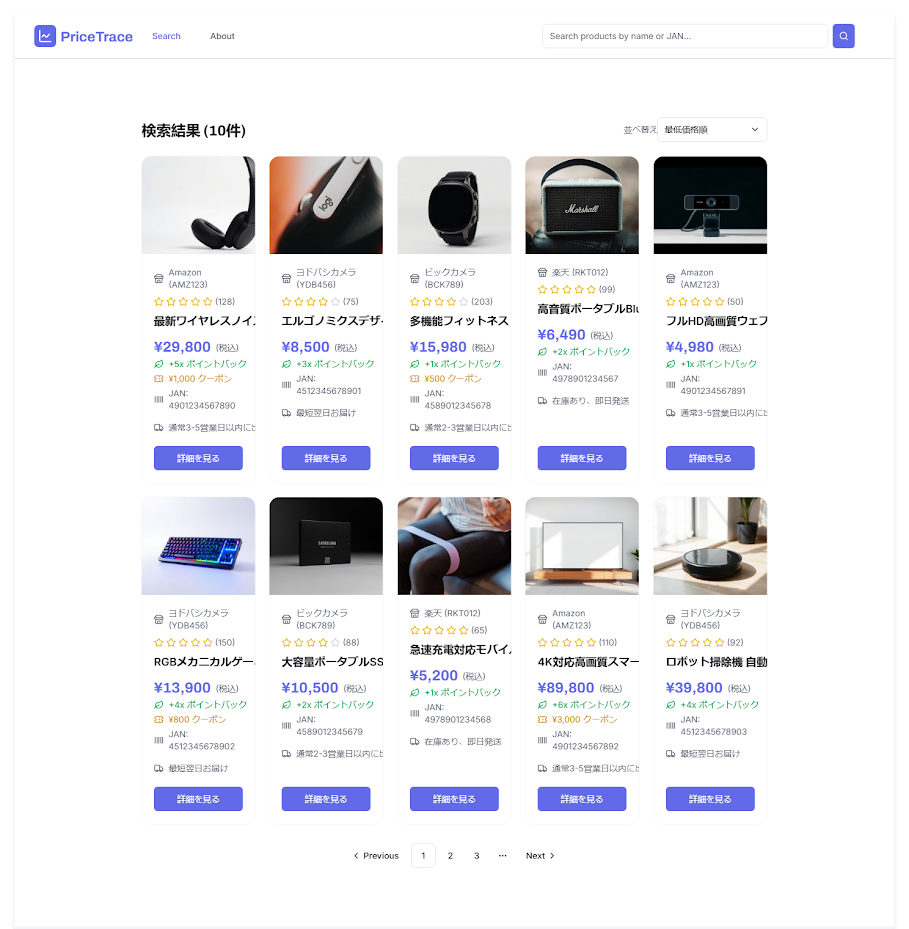 PriceTrace
Search
About
Search products by name or JAN...
検索結果 (10件)
並べ替え
最低価格順
logi
Marshall
Amazon
(AMZ123)
(128)
最新ワイヤレスノイズ
¥29,800 (税込)
+5x ポイントバック
¥1,000 クーポン
JAN:
4901234567890
通常3-5営業日以内に
詳細を見る
ヨドバシカメラ
(YDB456)
(75)
エルゴノミクスデザ
¥8,500 (税込)
+3x ポイントバック
JAN:
4512345678901
最短翌日お届け
詳細を見る
ビックカメラ
(BCK789)
(203)
多機能フィットネス
¥15,980 (税込)
+1x ポイントバック
¥500 クーポン
JAN:
4589012345678
通常2-3営業日以内に
詳細を見る
楽天 (RKT012)
(99)
高音質ポータブルBlu
¥6,490 (税込)
+2x ポイントバック
JAN:
4978901234567
在庫あり、即日発送
詳細を見る
Amazon
(AMZ123)
(50)
フルHD高画質ウェブ
¥4,980 (税込)
+1x ポイントバック
JAN:
4901234567891
通常3-5営業日以内に
詳細を見る
SAMSUNG
ヨドバシカメラ
(YDB456)
(150)
RGBメカニカルゲー
¥13,900 (税込)
+4x ポイントバック
¥800 クーポン
JAN:
4512345678902
最短翌日お届け
詳細を見る
ビックカメラ
(BCK789)
(88)
大容量ポータブルSS
¥10,500 (税込)
+2x ポイントバック
JAN:
4589012345679
通常2-3営業日以内に
詳細を見る
楽天 (RKT012)
(65)
急速充電対応モバイ
¥5,200 (税込)
+1x ポイントバック
JAN:
4978901234568
在庫あり、即日発送
詳細を見る
Amazon
(AMZ123)
(110)
4K対応高画質スマー
¥89,800 (税込)
+6x ポイントバック
¥3,000 クーポン
JAN:
4901234567892
通常3-5営業日以内に
詳細を見る
ヨドバシカメラ
(YDB456)
(92)
ロボット掃除機 自動
¥39,800 (税込)
+4x ポイントバック
JAN:
4512345678903
最短翌日お届け
詳細を見る
Previous 1 2 3 ··· Next